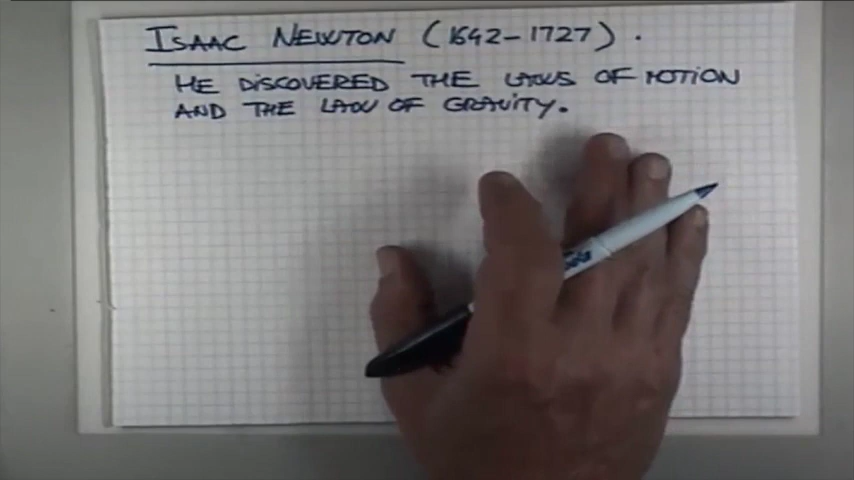 ISAAC NEWTON (1642-1727).
HE DISCOVERED THE LAWS OF MOTION
AND THE LAW OF GRAVITY.